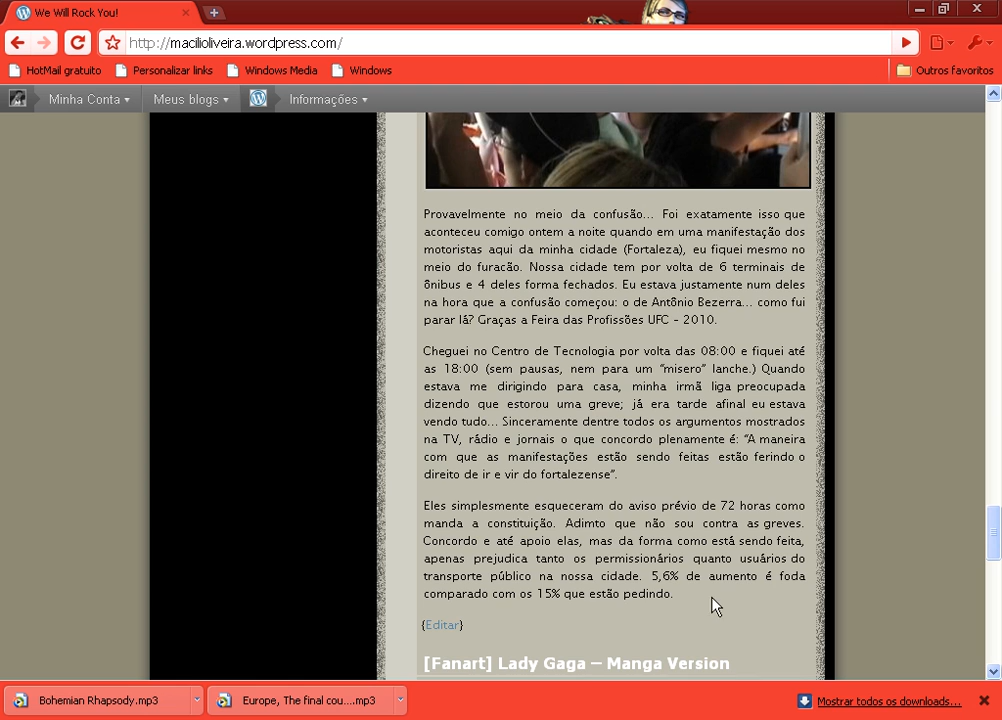 We Will Rock You!
http://macilioliveira.wordpress.com/
HotMail gratuito Personalizar links Windows Media Windows Outros favoritos
Minha Conta Meus blogs Informações
Provavelmente no meio da confusão... Foi exatamente isso que
aconteceu comigo ontem a noite quando em uma manifestação dos
motoristas aqui da minha cidade (Fortaleza), eu fiquei mesmo no
meio do furacão. Nossa cidade tem por volta de 6 terminais de
ônibus e 4 deles forma fechados. Eu estava justamente num deles
na hora que a confusão começou: o de Antônio Bezerra... como fui
parar lá? Graças a Feira das Profissões UFC – 2010.
Cheguei no Centro de Tecnologia por volta das 08:00 e fiquei até
as 18:00 (sem pausas, nem para um “misero” lanche.) Quando
estava me dirigindo para casa, minha irmã liga preocupada
dizendo que estorou uma greve; já era tarde afinal eu estava
vendo tudo... Sinceramente dentre todos os argumentos mostrados
na TV, rádio e jornais o que concordo plenamente é: “A maneira
com que as manifestações estão sendo feitas estão ferindo o
direito de ir e vir do fortalezense”.
Eles simplesmente esqueceram do aviso prévio de 72 horas como
manda a constituição. Adimto que não sou contra as greves.
Concordo e até apoio elas, mas da forma como está sendo feita,
apenas prejudica tanto os permissionários quanto usuários do
transporte público na nossa cidade. 5,6% de aumento é foda
comparado com os 15% que estão pedindo.
{Editar}
[Fanart] Lady Gaga – Manga Version
Bohemian Rhapsody.mp3 Europe, The final cou....mp3 Mostrar todos os downloads...